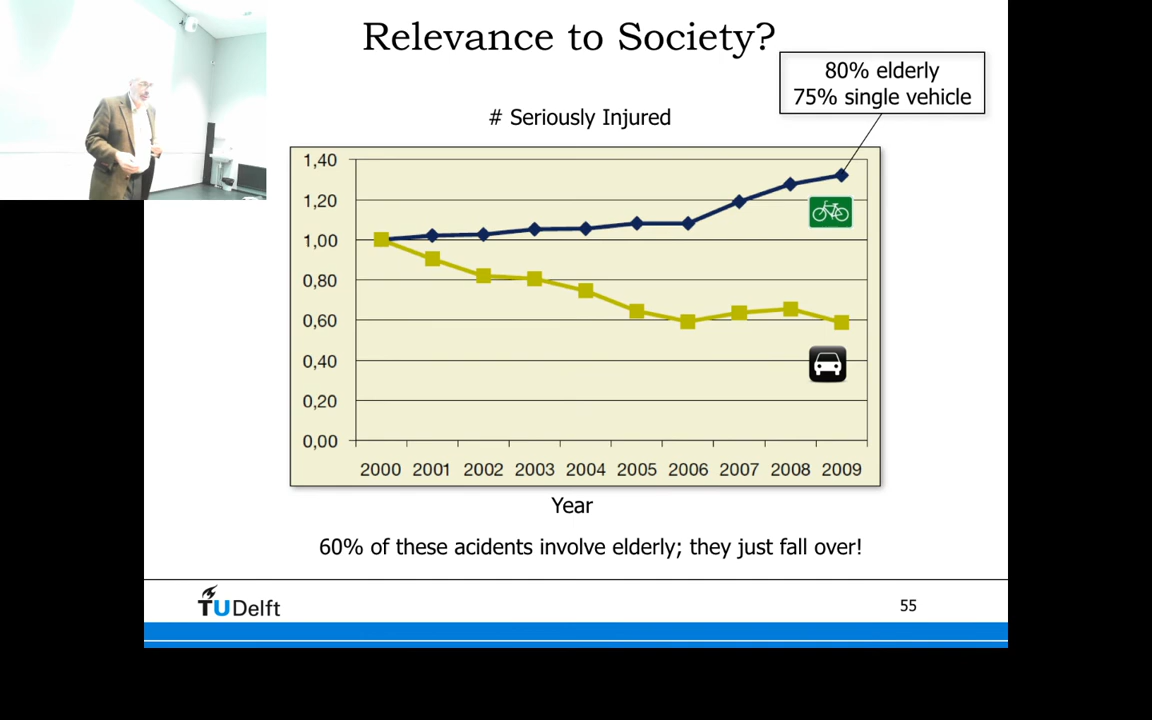 Relevance to Society?
80% elderly
75% single vehicle
# Seriously Injured
1,40
1,20
1,00
0,80
0,60
0,40
0,20
0,00
2000 2001 2002 2003 2004 2005 2006 2007 2008 2009
Year
60% of these acidents involve elderly; they just fall over!
TUDelft
55